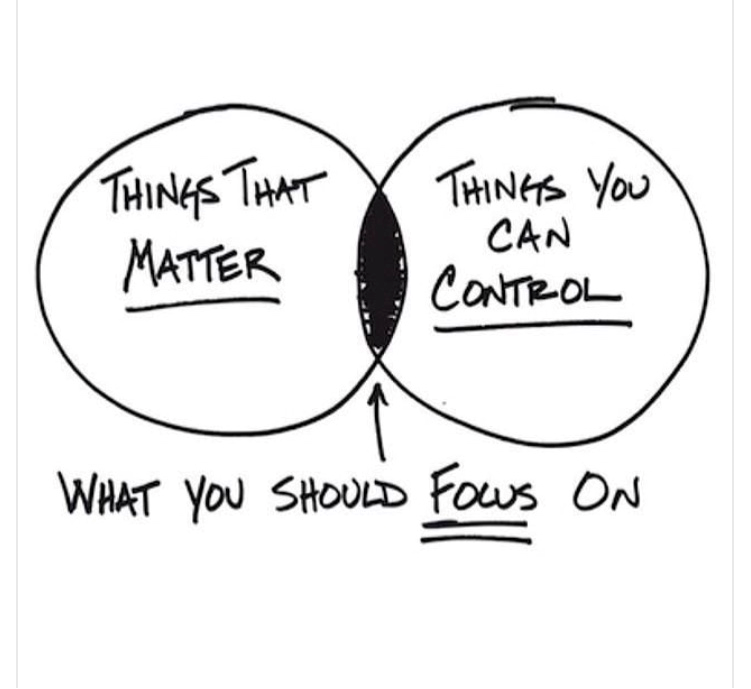 THINGS THAT
MATTER
THINGS YOU
CAN
CONTROL
WHAT YOU SHOULD FOCUS ON